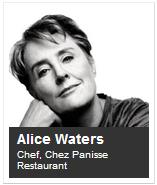 Alice Waters
Chef, Chez Panisse
Restaurant